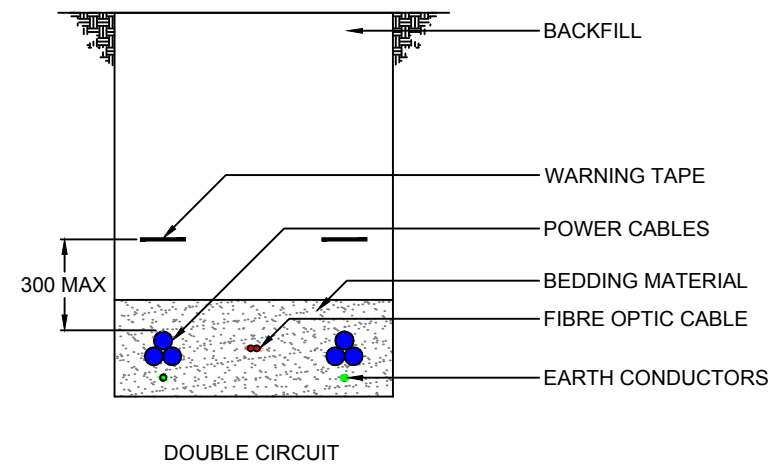 BACKFILL
WARNING TAPE
POWER CABLES
300 MAX
BEDDING MATERIAL
FIBRE OPTIC CABLE
EARTH CONDUCTORS
DOUBLE CIRCUIT